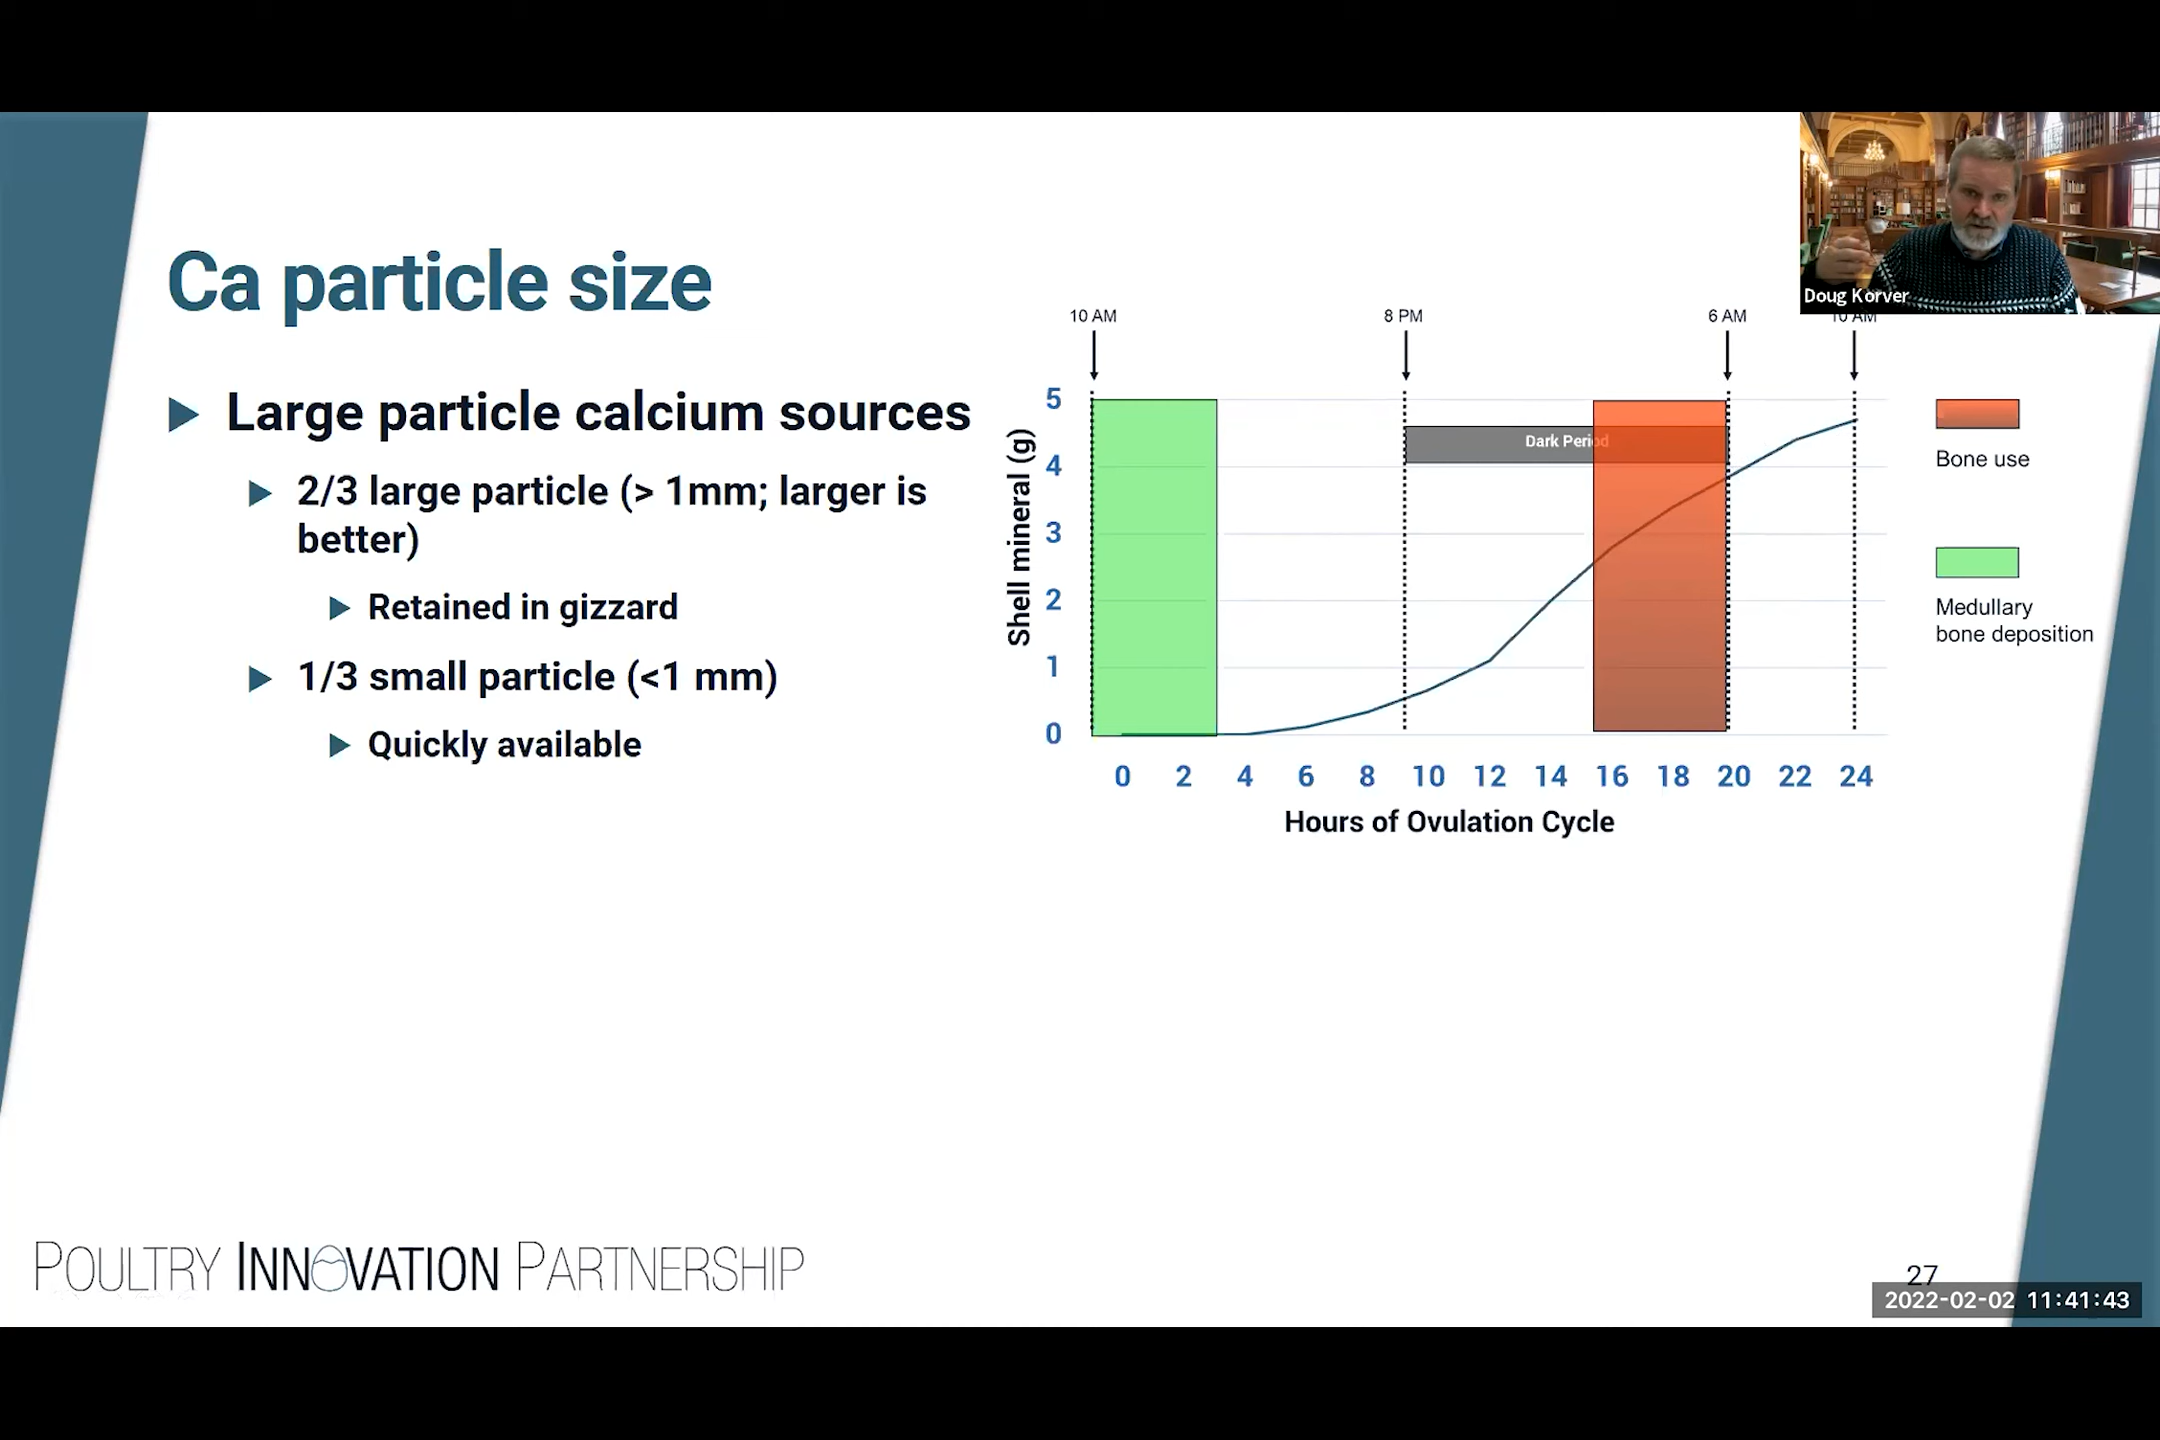 Doug Korver
Ca particle size
Large particle calcium sources
2/3 large particle (> 1mm; larger is
better)
Retained in gizzard
1/3 small particle (<1 mm)
Quickly available
10 AM
8 PM
6 AM
10 AM
Shell mineral (g)
5
4
3
2
1
0
Dark Period
0 2 4 6 8 10 12 14 16 18 20 22 24
Hours of Ovulation Cycle
Bone use
Medullary
bone deposition
POULTRY INNOVATION PARTNERSHIP
27
2022-02-02 11:41:43